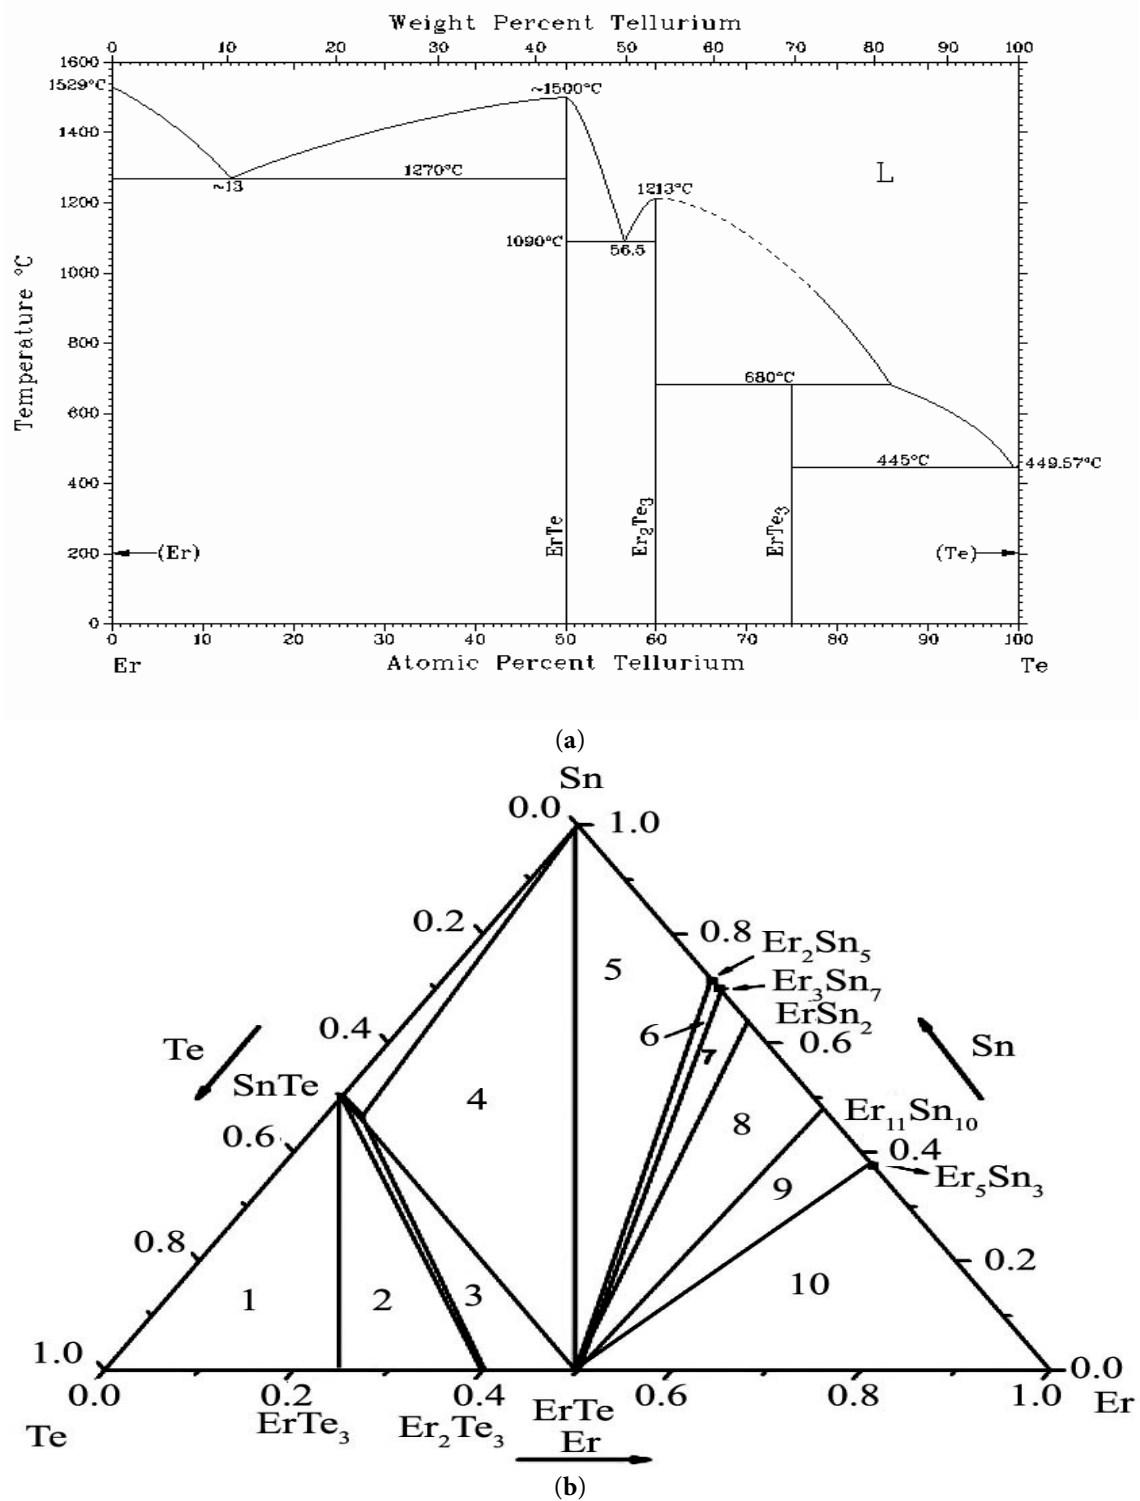 Weight Percent Tellurium
0 10 20 30 40 50 60 70 80 90 100
1600
1529°C
~1500°C
1400
1270°C
~13
1213°C
L
1200
1090°C
56.5
1000
800
680°C
600
445°C
449.57°C
400
ErTe
Er2Te3
ErTe3
200
(Er)
(Te)
0
Temperature °C
0 10 20 30 40 50 60 70 80 90 100
Er
Atomic Percent Tellurium
Te
(a)
Sn
0.0
1.0
0.2
0.8
Er2Sn5
5
Er3Sn7
ErSn2
0.4
6
7
0.6
Te
Sn
SnTe
4
8
Er11Sn10
0.6
0.4
Er5Sn3
9
0.8
0.2
1
2
3
10
1.0
0.0
0.0 0.2 0.4 0.6 0.8 1.0
Er
ErTe3
Er2Te3
ErTe
Te
Er
(b)